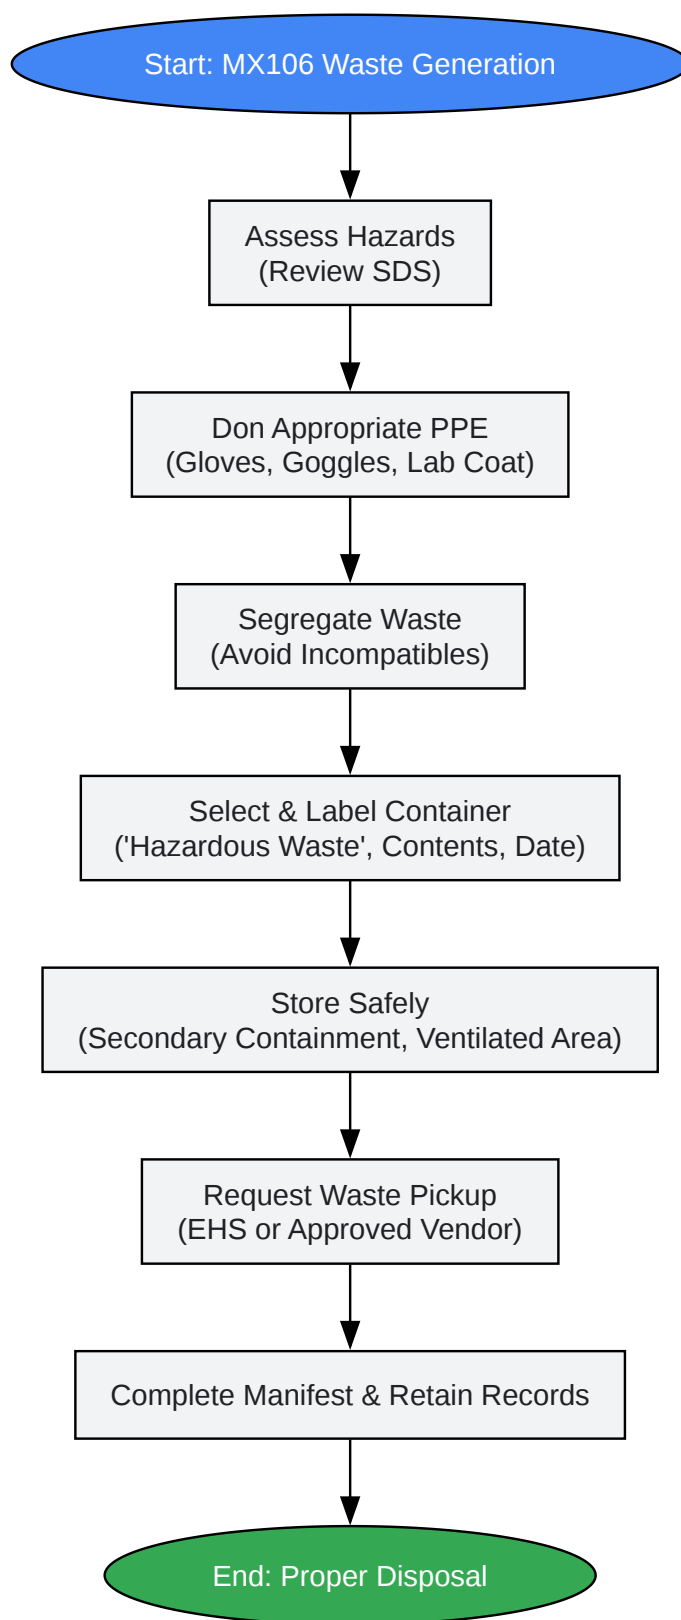 Start: MX106 Waste Generation
Assess Hazards
(Review SDS)
Don Appropriate PPE
(Gloves, Goggles, Lab Coat)
Segregate Waste
(Avoid Incompatibles)
Select & Label Container
('Hazardous Waste', Contents, Date)
Store Safely
(Secondary Containment, Ventilated Area)
Request Waste Pickup
(EHS or Approved Vendor)
Complete Manifest & Retain Records
End: Proper Disposal